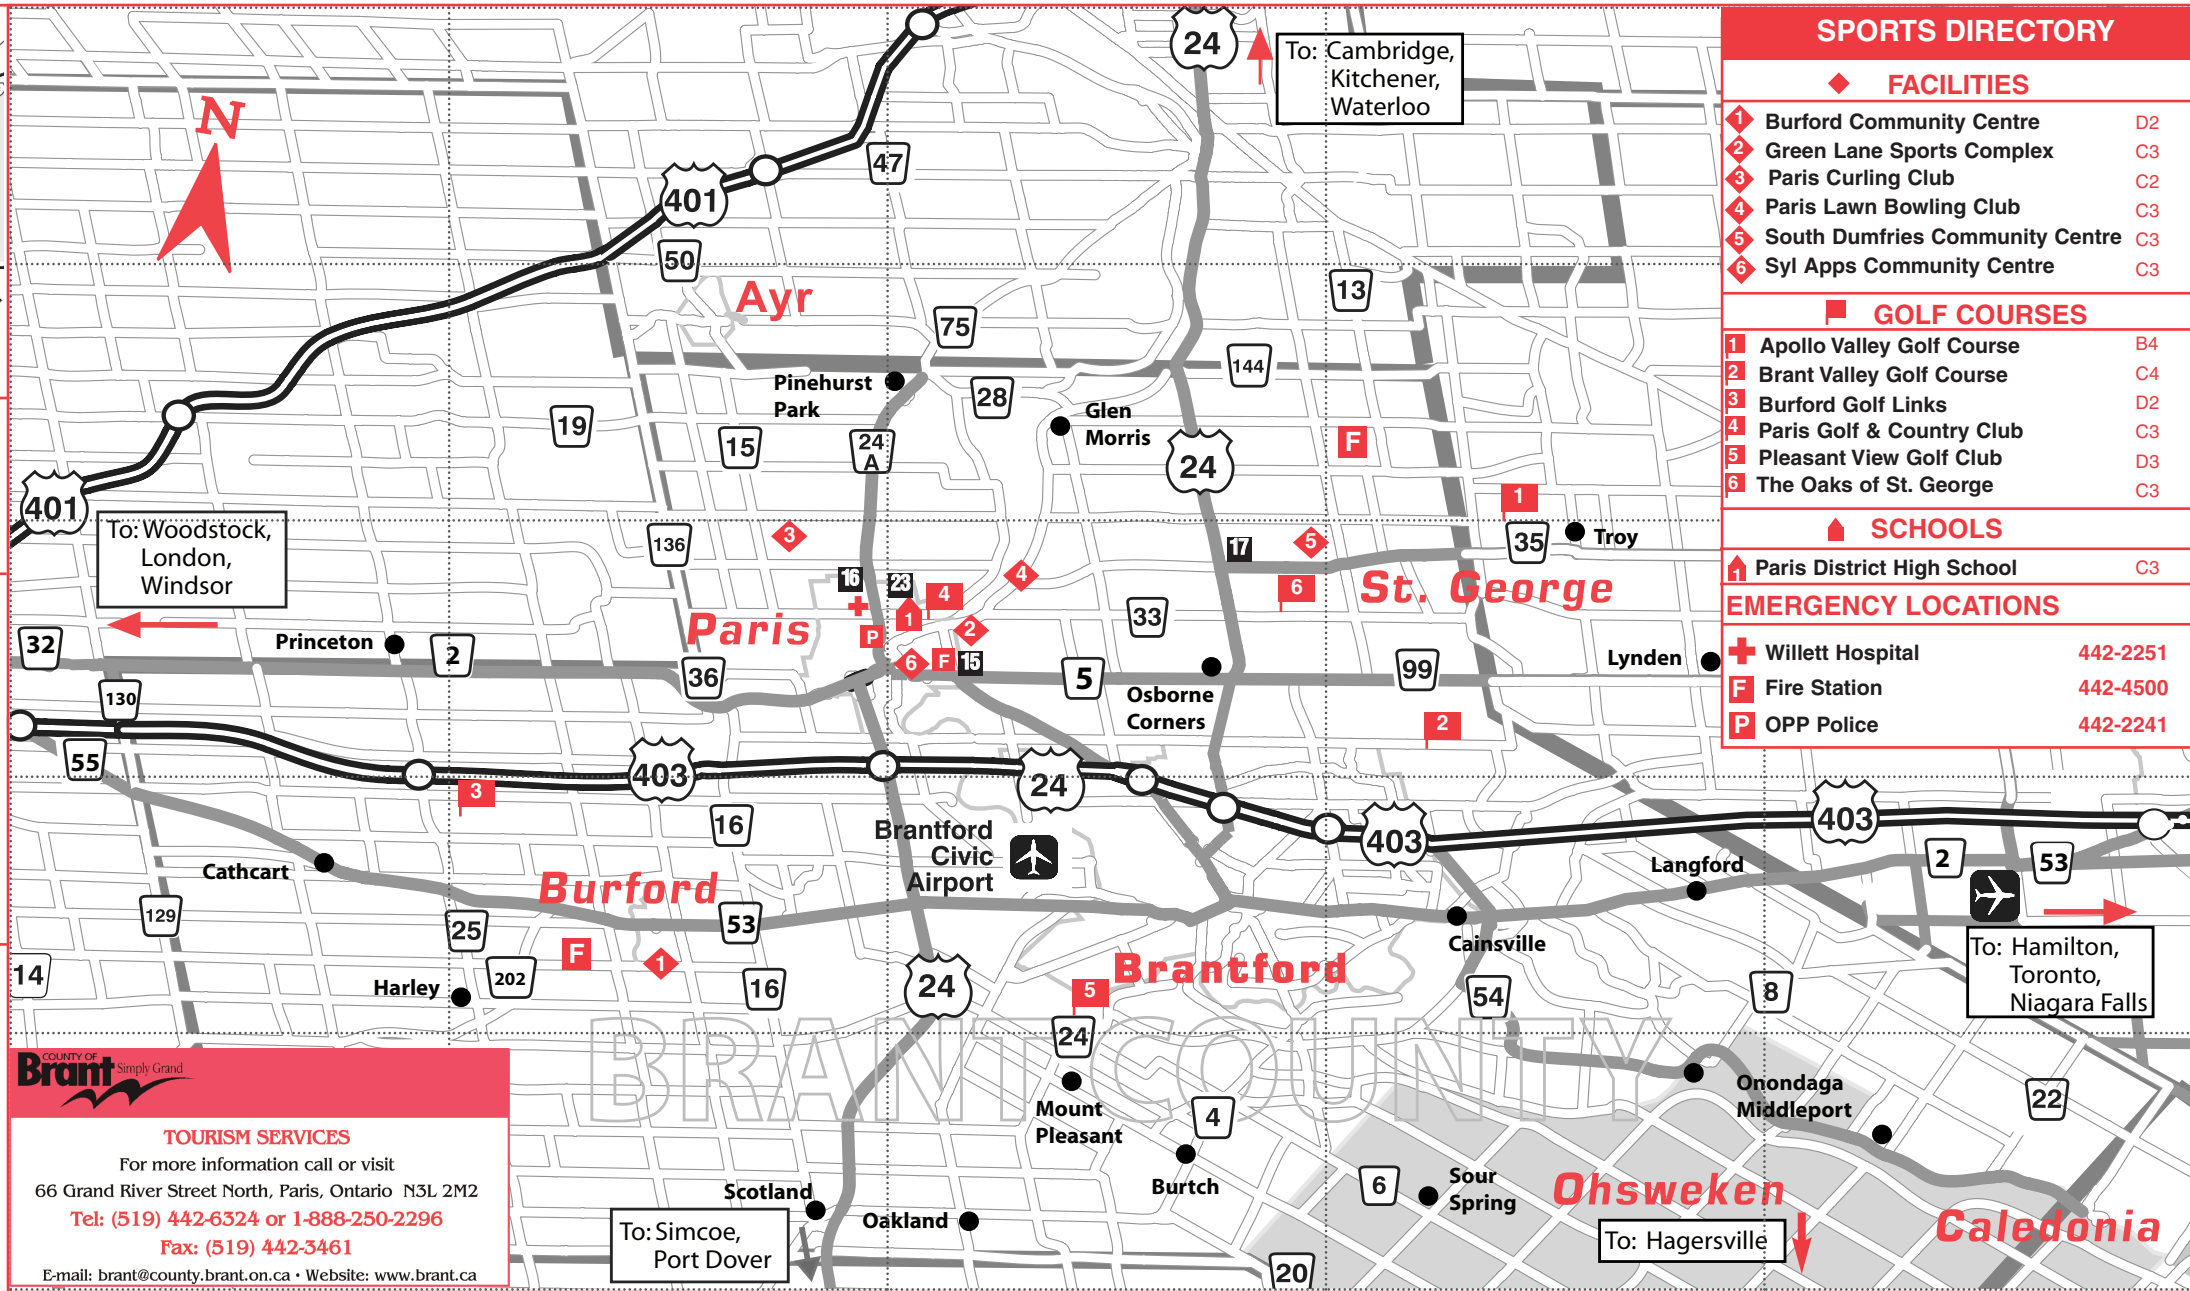 24
To: Cambridge,
Kitchener,
Waterloo
N
47
401
50
Ayr
13
75
144
Pinehurst
Park
28
Glen
Morris
19
15
24
A
24
F
401
To: Woodstock,
London,
Windsor
136
3
17
5
1
35
Troy
16
23
4
4
6
St. George
1
33
Paris
P
2
32
Princeton
2
36
6
F
15
5
Osborne
Corners
99
Lynden
130
2
55
403
24
3
16
Brantford
Civic
Airport
403
403
Cathcart
Langford
2
53
Burford
129
25
53
Cainsville
F
1
14
Harley
202
16
24
Brantford
5
54
8
To: Hamilton,
Toronto,
Niagara Falls
BRANT COUNTY
24
Mount
Pleasant
4
Onondaga
Middleport
22
Burtch
6
Sour
Spring
Ohsweken
Scotland
Oakland
To: Simcoe,
Port Dover
To: Hagersville
Caledonia
20
SPORTS DIRECTORY
FACILITIES
1 Burford Community Centre D2
2 Green Lane Sports Complex C3
3 Paris Curling Club C2
4 Paris Lawn Bowling Club C3
5 South Dumfries Community Centre C3
6 Syl Apps Community Centre C3
GOLF COURSES
1 Apollo Valley Golf Course B4
2 Brant Valley Golf Course C4
3 Burford Golf Links D2
4 Paris Golf & Country Club C3
5 Pleasant View Golf Club D3
6 The Oaks of St. George C3
SCHOOLS
1 Paris District High School C3
EMERGENCY LOCATIONS
Willett Hospital 442-2251
F Fire Station 442-4500
P OPP Police 442-2241
COUNTY OF
Brant Simply Grand
TOURISM SERVICES
For more information call or visit
66 Grand River Street North, Paris, Ontario N3L 2M2
Tel: (519) 442-6324 or 1-888-250-2296
Fax: (519) 442-3461
E-mail: brant@county.brant.on.ca • Website: www.brant.ca